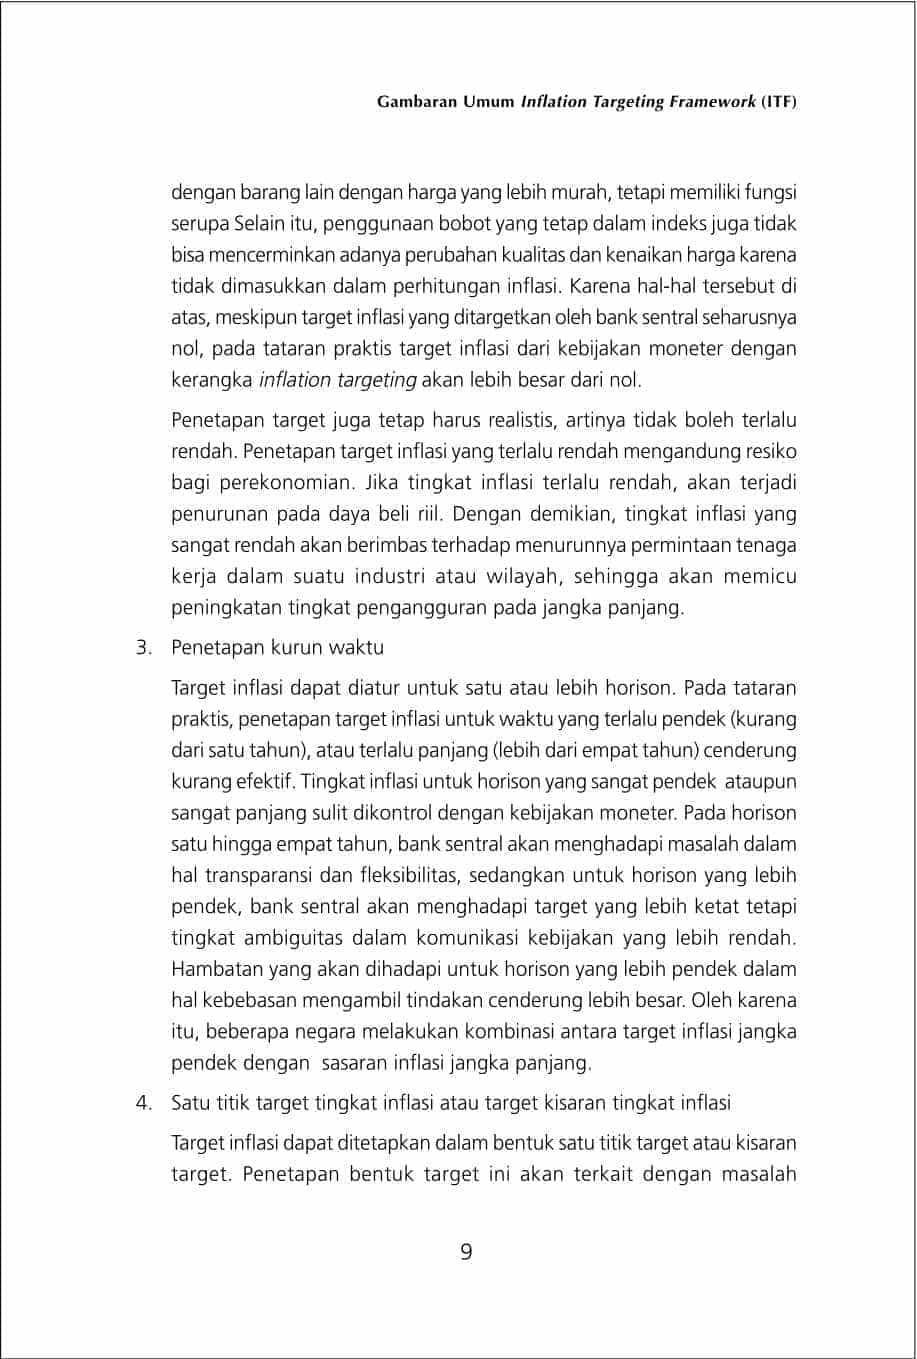 Gambaran Umum Inflation Targeting Framework (ITF)
dengan barang lain dengan harga yang lebih murah, tetapi memiliki fungsi
serupa Selain itu, penggunaan bobot yang tetap dalam indeks juga tidak
bisa mencerminkan adanya perubahan kualitas dan kenaikan harga karena
tidak dimasukkan dalam perhitungan inflasi. Karena hal-hal tersebut di
atas, meskipun target inflasi yang ditargetkan oleh bank sentral seharusnya
nol, pada tataran praktis target inflasi dari kebijakan moneter dengan
kerangka inflation targeting akan lebih besar dari nol.
Penetapan target juga tetap harus realistis, artinya tidak boleh terlalu
rendah. Penetapan target inflasi yang terlalu rendah mengandung resiko
bagi perekonomian. Jika tingkat inflasi terlalu rendah, akan terjadi
penurunan pada daya beli riil. Dengan demikian, tingkat inflasi yang
sangat rendah akan berimbas terhadap menurunnya permintaan tenaga
kerja dalam suatu industri atau wilayah, sehingga akan memicu
peningkatan tingkat pengangguran pada jangka panjang.
3. Penetapan kurun waktu
Target inflasi dapat diatur untuk satu atau lebih horison. Pada tataran
praktis, penetapan target inflasi untuk waktu yang terlalu pendek (kurang
dari satu tahun), atau terlalu panjang (lebih dari empat tahun) cenderung
kurang efektif. Tingkat inflasi untuk horison yang sangat pendek ataupun
sangat panjang sulit dikontrol dengan kebijakan moneter. Pada horison
satu hingga empat tahun, bank sentral akan menghadapi masalah dalam
hal transparansi dan fleksibilitas, sedangkan untuk horison yang lebih
pendek, bank sentral akan menghadapi target yang lebih ketat tetapi
tingkat ambiguitas dalam komunikasi kebijakan yang lebih rendah.
Hambatan yang akan dihadapi untuk horison yang lebih pendek dalam
hal kebebasan mengambil tindakan cenderung lebih besar. Oleh karena
itu, beberapa negara melakukan kombinasi antara target inflasi jangka
pendek dengan sasaran inflasi jangka panjang.
4. Satu titik target tingkat inflasi atau target kisaran tingkat inflasi
Target inflasi dapat ditetapkan dalam bentuk satu titik target atau kisaran
target. Penetapan bentuk target ini akan terkait dengan masalah
9